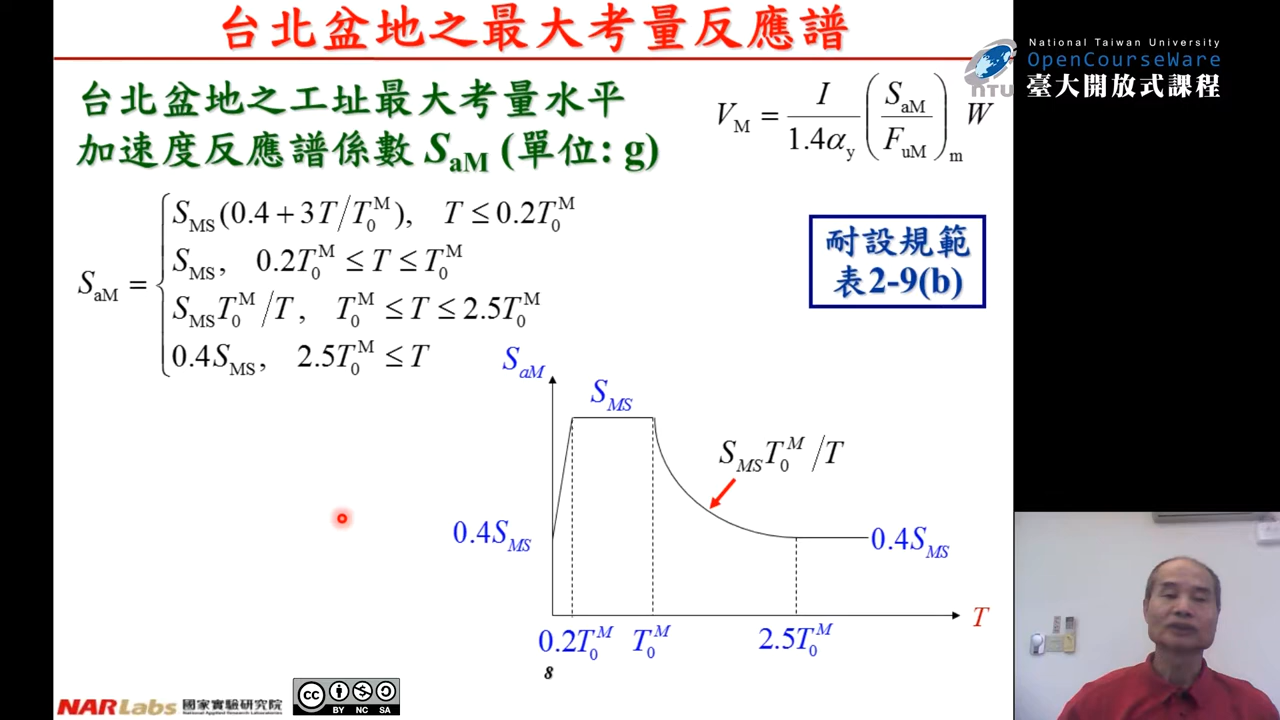 台北盆地之最大考量反應譜
National Taiwan University
OpenCourseWare
臺大開放式課程
NTU
台北盆地之工址最大考量水平
加速度反應譜係數 S_aM (單位: g)
V_M = I / 1.4α_y (S_aM / F_uM)_m W
S_aM = { S_MS (0.4 + 3T/T_0^M), T ≤ 0.2T_0^M
S_MS, 0.2T_0^M ≤ T ≤ T_0^M
S_MS T_0^M / T, T_0^M ≤ T ≤ 2.5T_0^M
0.4S_MS, 2.5T_0^M ≤ T
耐設規範
表2-9(b)
S_aM
S_MS
S_MS T_0^M / T
0.4S_MS
0.4S_MS
T
0.2T_0^M T_0^M 2.5T_0^M
8
NARLabs 國家實驗研究院
National Applied Research Laboratories
CC BY NC SA